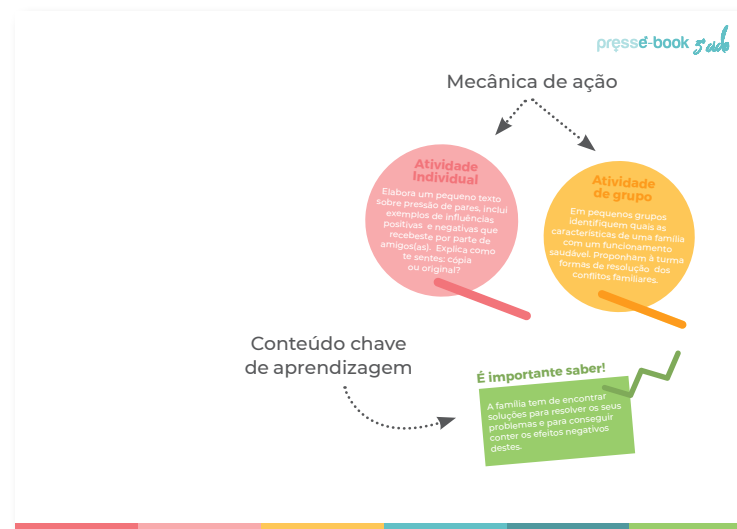 pressé-book 3º ciclo
Mecânica de ação
Atividade
Individual
Elabora um pequeno texto
sobre pressão de pares, inclui
exemplos de influências
positivas e negativas que
recebeste por parte de
amigos(as). Explica como
te sentes: cópia
ou original?
Atividade
de grupo
Em pequenos grupos
identifiquem quais as
características de uma família
com um funcionamento
saudável. Proponham à turma
formas de resolução dos
conflitos familiares.
Conteúdo chave
de aprendizagem
É importante saber!
A família tem de encontrar
soluções para resolver os seus
problemas e para conseguir
conter os efeitos negativos
destes.